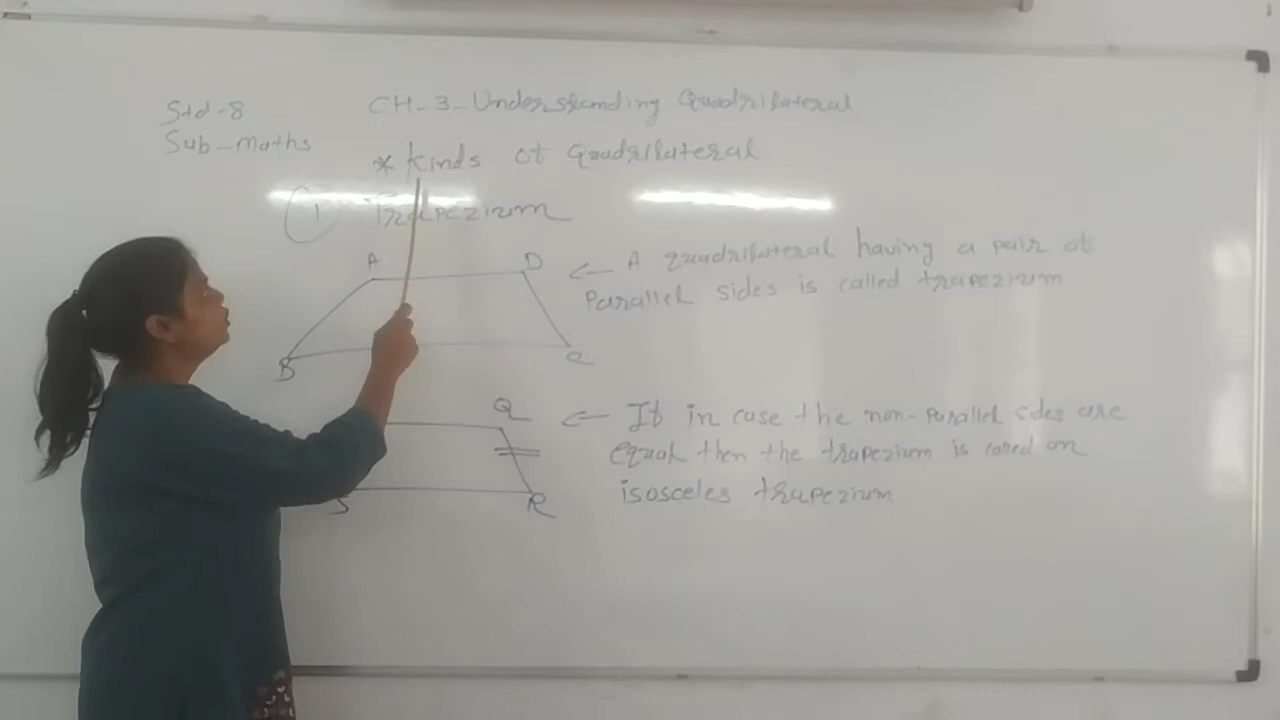 Std-8
Sub-maths
CH-3-Understanding Quadrilateral
* Kinds of Quadrilateral
1 Trapezium
A
D
B
C
← A quadrilateral having a pair of
Parallel sides is called trapezium
Q
S
R
← If in case the non-Parallel sides are
equal then the trapezium is called an
isosceles trapezium